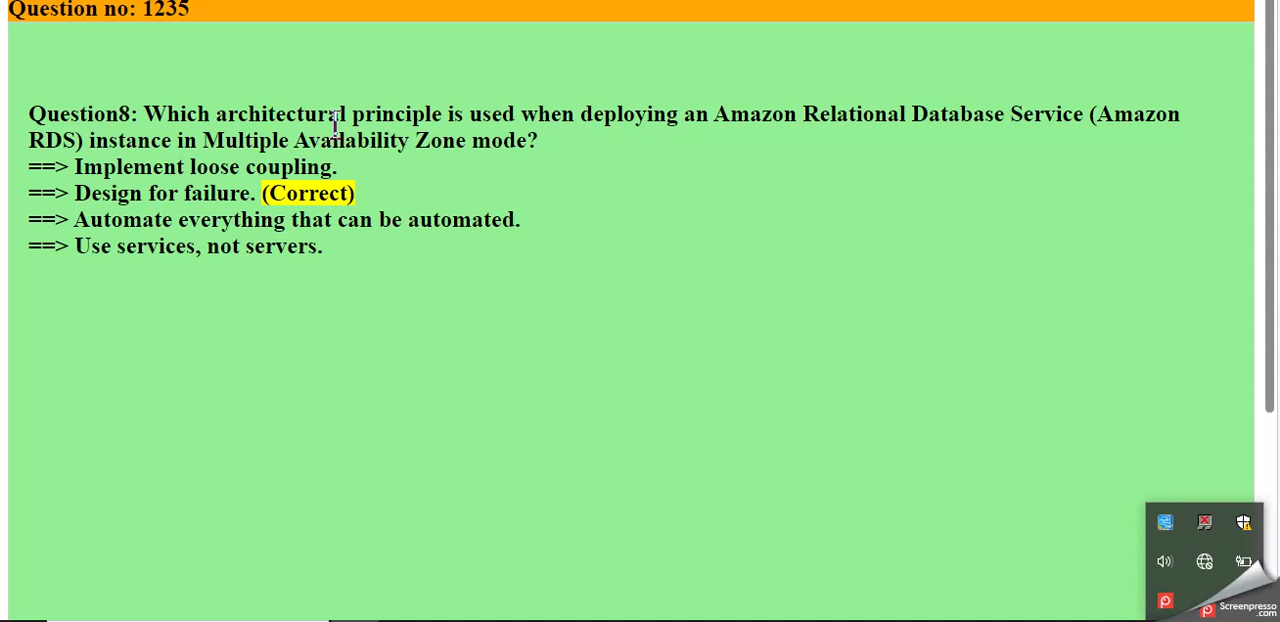 Question no: 1235
Question8: Which architectural principle is used when deploying an Amazon Relational Database Service (Amazon
RDS) instance in Multiple Availability Zone mode?
==> Implement loose coupling.
==> Design for failure. (Correct)
==> Automate everything that can be automated.
==> Use services, not servers.
Screenpresso
.com